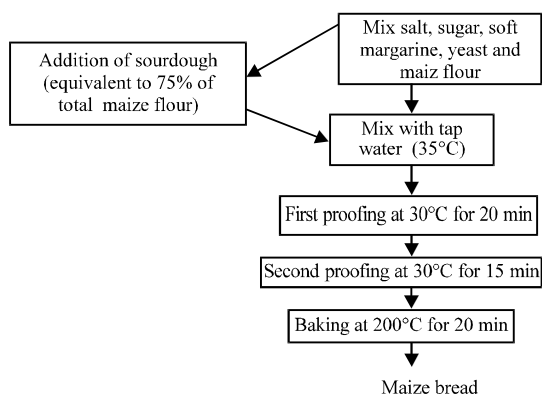 Mix salt, sugar, soft
margarine, yeast and
maiz flour
Addition of sourdough
(equivalent to 75% of
total maize flour)
Mix with tap
water (35°C)
First proofing at 30°C for 20 min
Second proofing at 30°C for 15 min
Baking at 200°C for 20 min
Maize bread